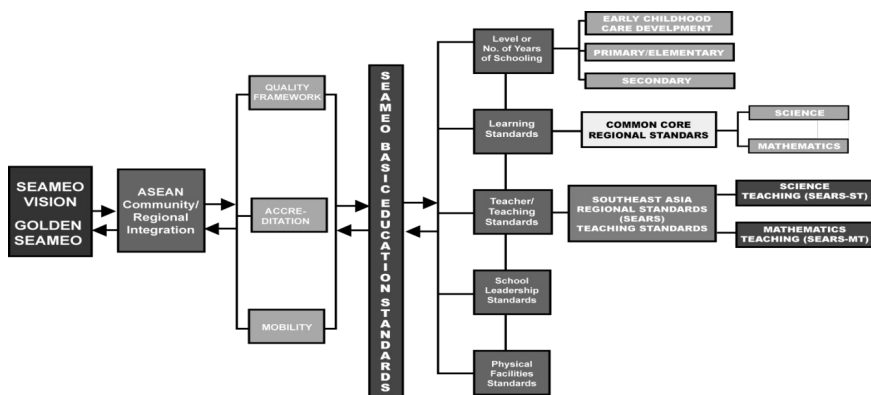 SEAMEO
VISION
GOLDEN
SEAMEO
ASEAN
Community/
Regional
Integration
QUALITY
FRAMEWORK
ACCRE-
DITATION
MOBILITY
SEAMEO BASIC EDUCATION STANDARDS
Level or
No. of Years
of Schooling
EARLY CHILDHOOD
CARE DEVELPMENT
PRIMARY/ELEMENTARY
SECONDARY
Learning
Standards
COMMON CORE
REGIONAL STANDARS
SCIENCE
MATHEMATICS
Teacher/
Teaching
Standards
SOUTHEAST ASIA
REGIONAL STANDARDS
(SEARS)
TEACHING STANDARDS
SCIENCE
TEACHING (SEARS-ST)
MATHEMATICS
TEACHING (SEARS-MT)
School
Leadership
Standards
Physical
Facilities
Standards